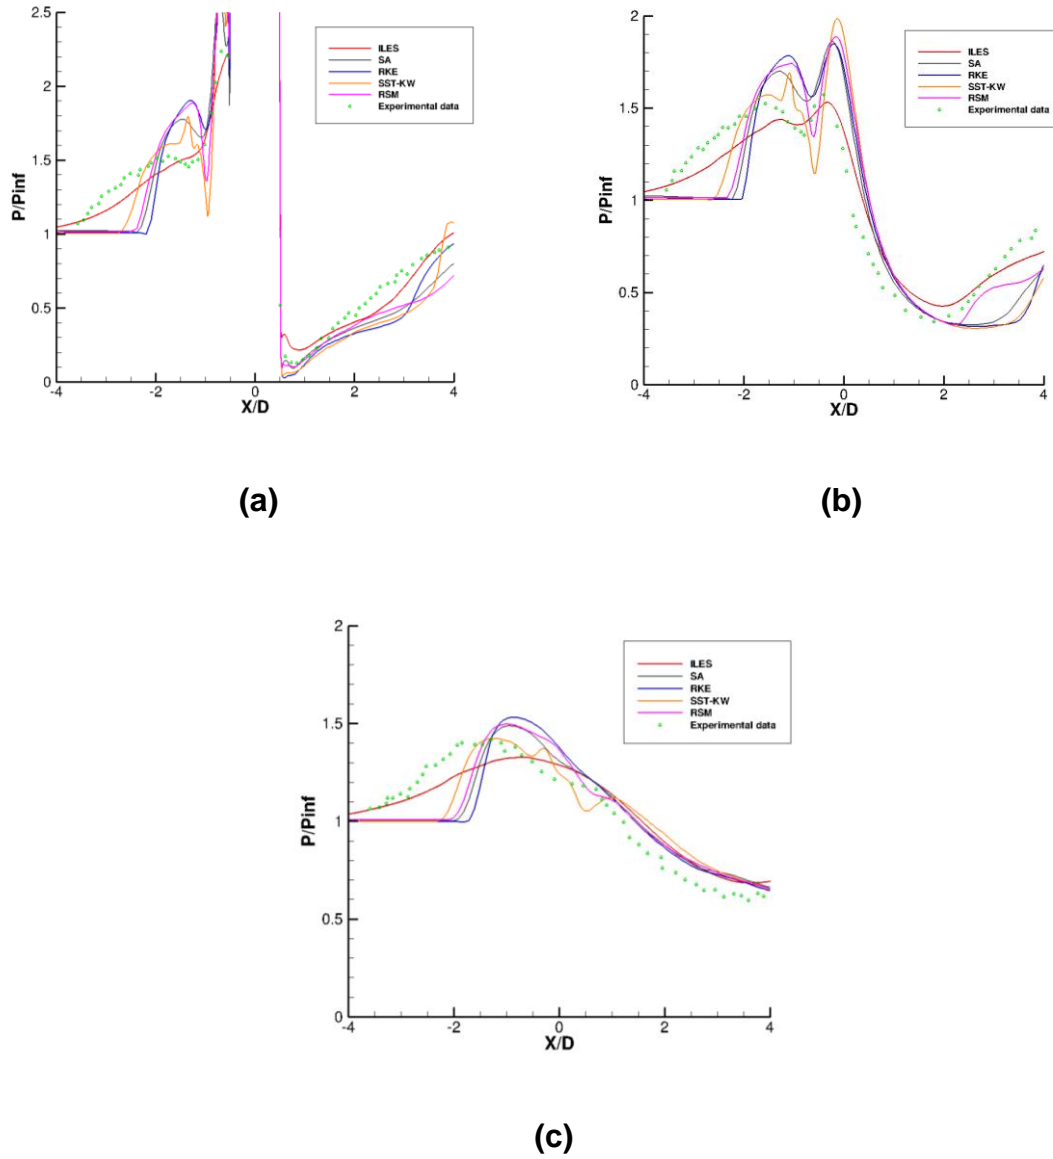 2.5
2
1.5
1
0.5
0
P/Pinf
-4
-2
0
2
4
X/D
ILES
SA
RKE
SST-KW
RSM
Experimental data
(a)
2
1.5
1
0.5
0
P/Pinf
-4
-2
0
2
4
X/D
ILES
SA
RKE
SST-KW
RSM
Experimental data
(b)
2
1.5
1
0.5
0
P/Pinf
-4
-2
0
2
4
X/D
ILES
SA
RKE
SST-KW
RSM
Experimental data
(c)